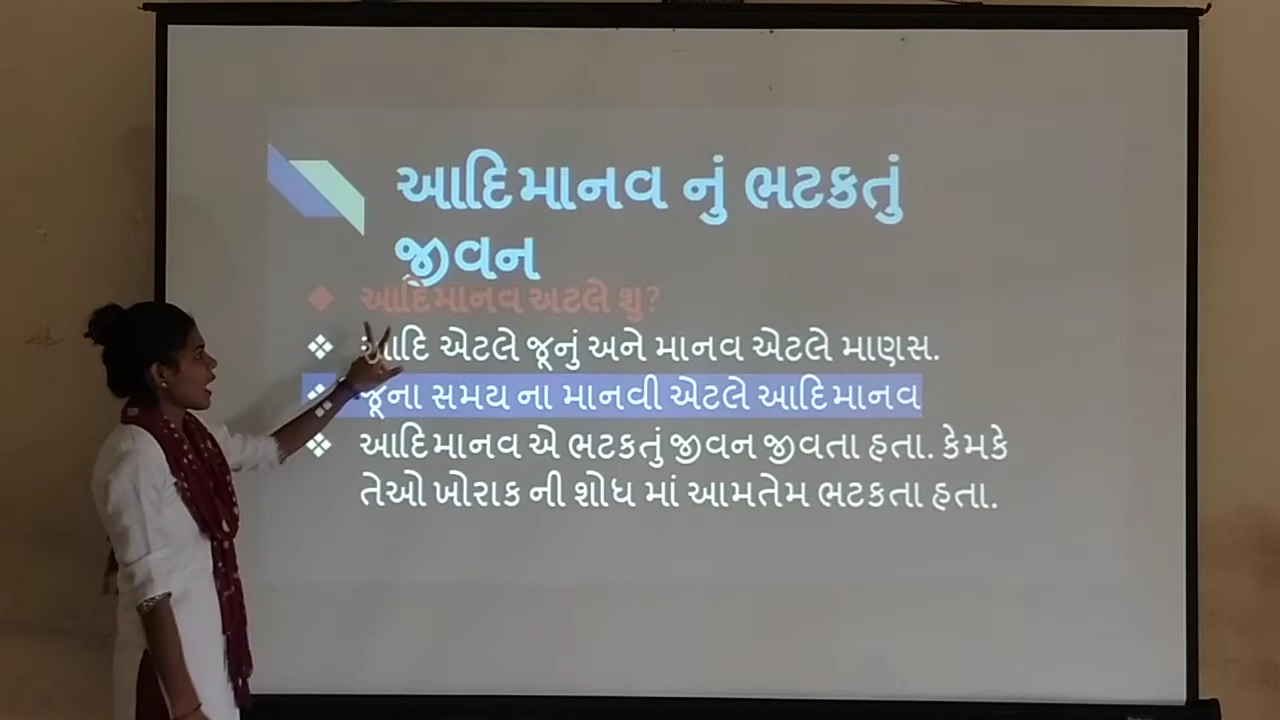 આદિમાનવ નું ભટકતું
જીવન
આદિમાનવ અટલે શુ?
આદિ એટલે જૂનું અને માનવ એટલે માણસ.
જૂના સમય ના માનવી એટલે આદિમાનવ
આદિમાનવ એ ભટકતું જીવન જીવતા હતા. કેમકે
તેઓ ખોરાક ની શોધ માં આમતેમ ભટકતા હતા.